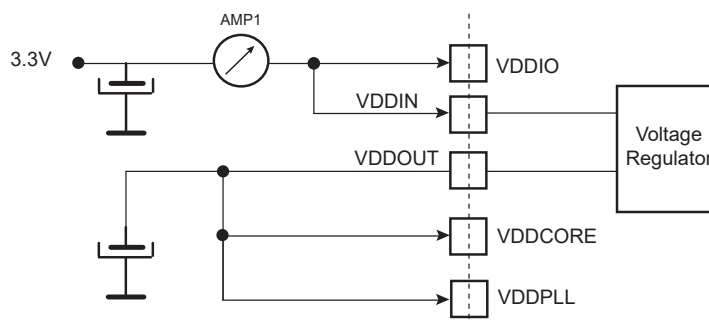 AMP1
3.3V
VDDIO
VDDIN
Voltage
Regulator
VDDOUT
VDDCORE
VDDPLL